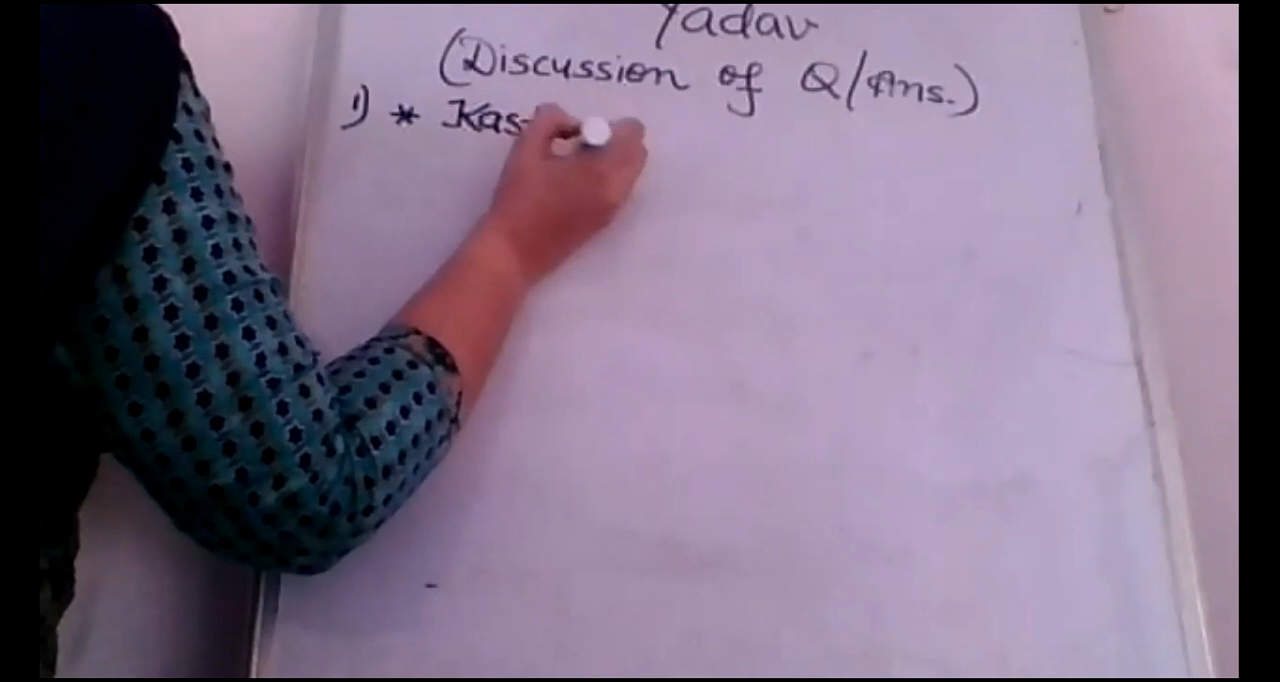 Yadav
(Discussion of Q/Ans.)
1) * Kas